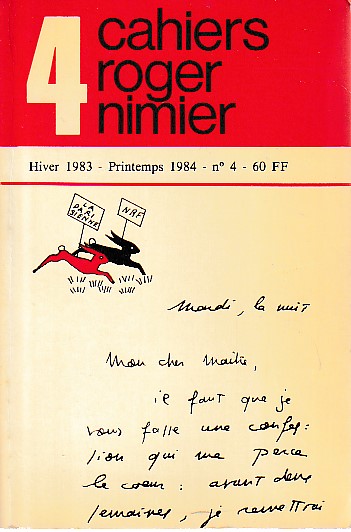 4
cahiers
roger
nimier
Hiver 1983 - Printemps 1984 - n° 4 - 60 FF
LA
PARI
SIENNE
NRF
Mardi, la nuit
Mon cher Maître,
il faut que je
vous fasse une confes-
sion qui me perce
le coeur : avant deux
semaines, je remettrai